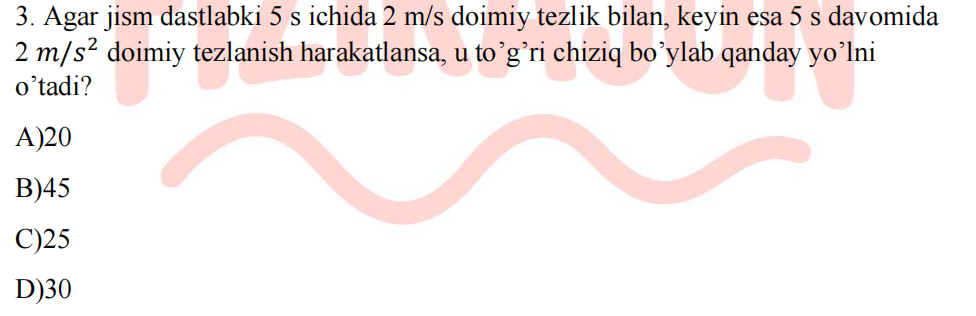 3. Agar jism dastlabki 5 s ichida 2 m/s doimiy tezlik bilan, keyin esa 5 s davomida
2 m/s² doimiy tezlanish harakatlansa, u to’g’ri chiziq bo’ylab qanday yo’lni
o’tadi?
A)20
B)45
C)25
D)30